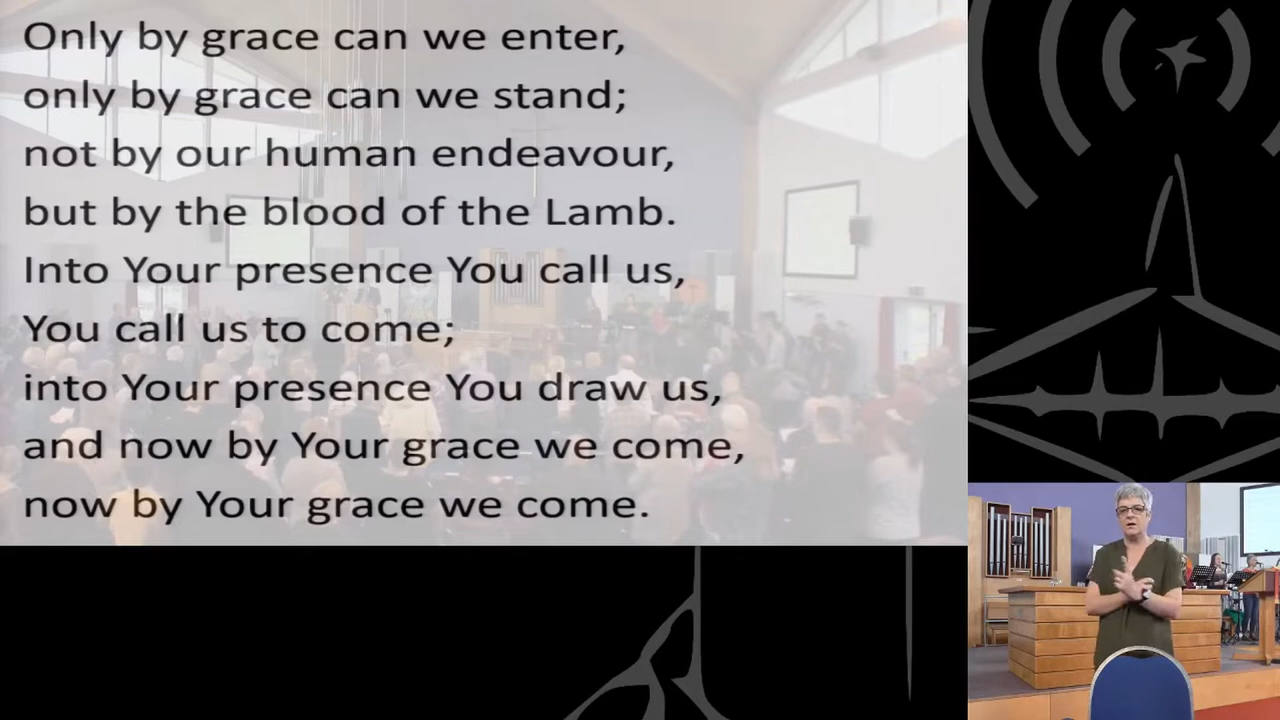 Only by grace can we enter,
only by grace can we stand;
not by our human endeavour,
but by the blood of the Lamb.
Into Your presence You call us,
You call us to come;
into Your presence You draw us,
and now by Your grace we come,
now by Your grace we come.